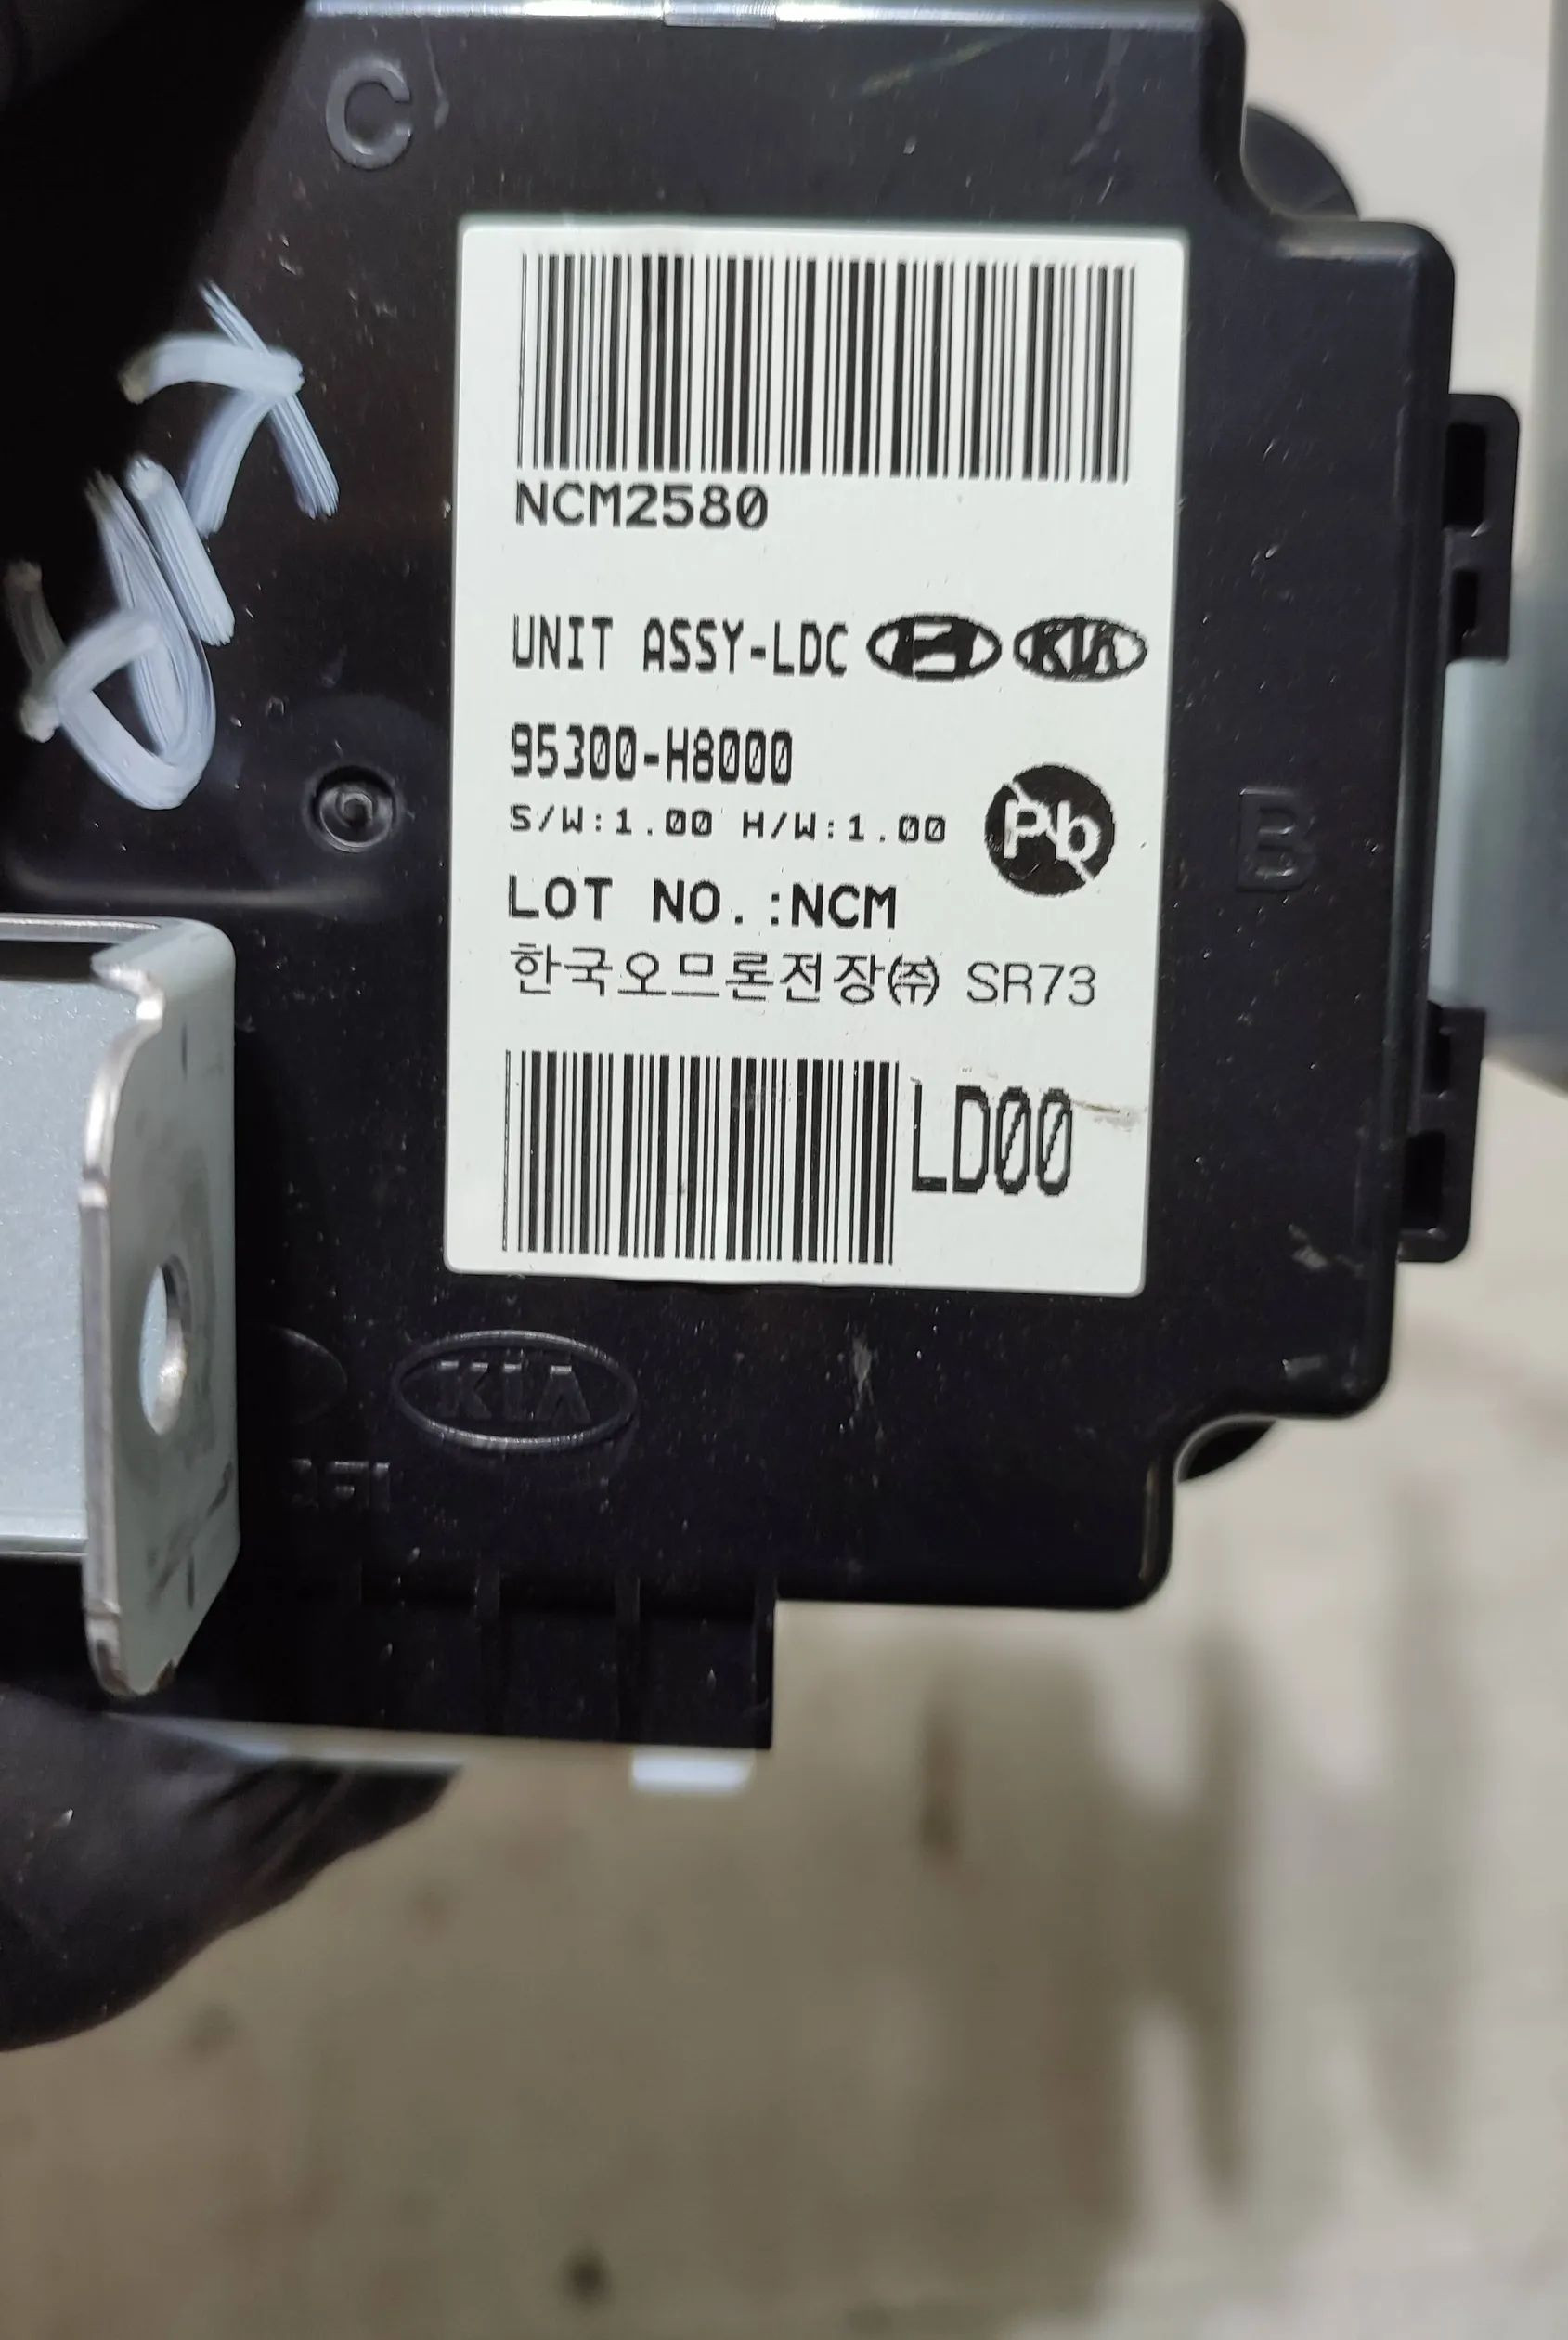 C
NCM2580
UNIT ASSY-LDC KIA
95300-H8000
S/W:1.00 H/W:1.00
Pb
LOT NO.:NCM
한국오므론전장㈜ SR73
LD00
B
KIA